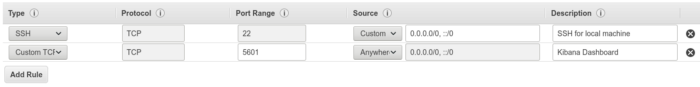 Type Protocol Port Range Source Description
SSH TCP 22 Custom 0.0.0.0/0, ::/0 SSH for local machine
Custom TCF TCP 5601 Anywher 0.0.0.0/0, ::/0 Kibana Dashboard
Add Rule